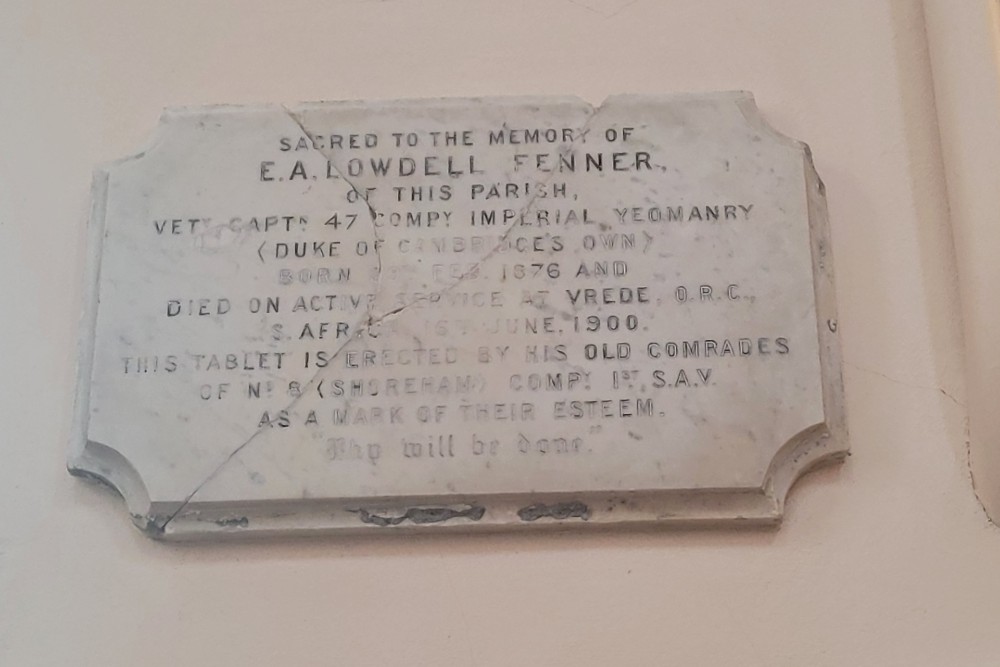 SACRED TO THE MEMORY OF
E.A. LOWDELL FENNER.
OF THIS PARISH,
VETY CAPTN 47 COMPY IMPERIAL YEOMANRY
(DUKE OF CAMBRIDGES OWN)
BORN FEB. 1876 AND
DIED ON ACTIVE SERVICE AT VREDE, O.R.C.,
S. AFRICA JUNE, 1900.
THIS TABLET IS ERECTED BY HIS OLD COMRADES
OF NO 8 (SHOREHAM) COMPY 1ST, S.A.V.
AS A MARK OF THEIR ESTEEM.
"Thy will be done."